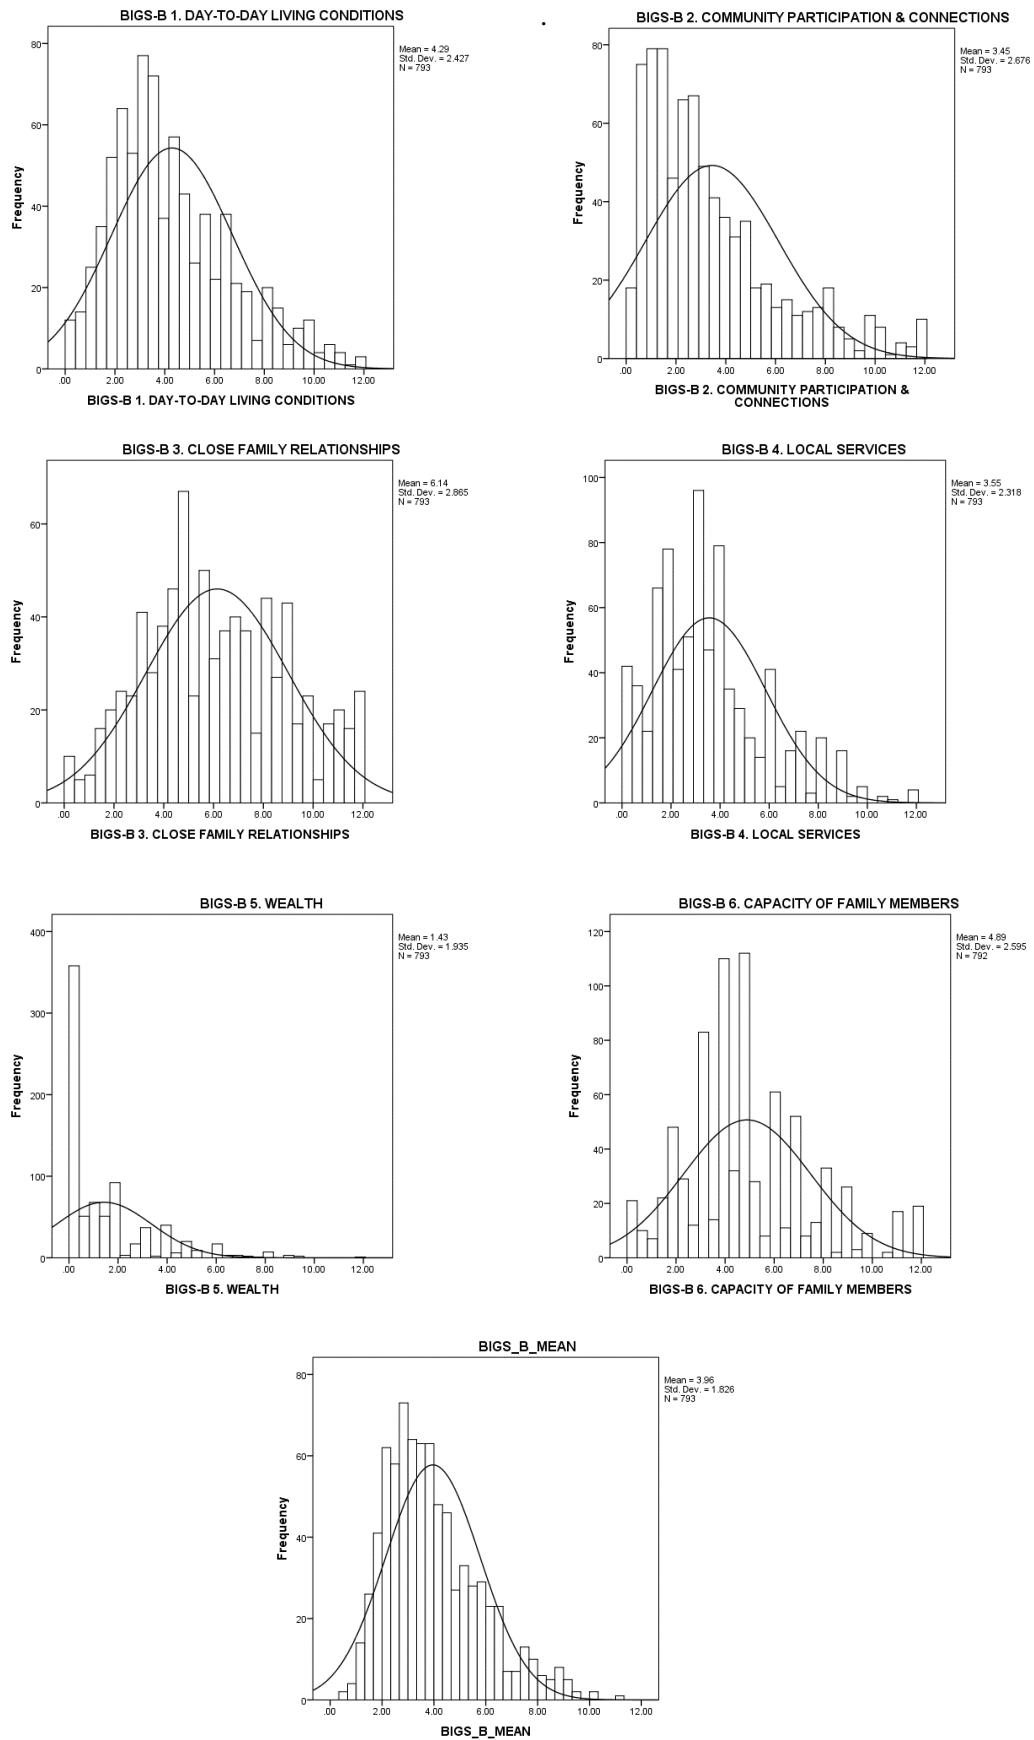 BIGS-B 1. DAY-TO-DAY LIVING CONDITIONS
Mean = 4.29
Std. Dev. = 2.427
N = 793
Frequency
80
60
40
20
0
.00 2.00 4.00 6.00 8.00 10.00 12.00
BIGS-B 1. DAY-TO-DAY LIVING CONDITIONS
BIGS-B 2. COMMUNITY PARTICIPATION & CONNECTIONS
Mean = 3.45
Std. Dev. = 2.676
N = 793
Frequency
80
60
40
20
0
.00 2.00 4.00 6.00 8.00 10.00 12.00
BIGS-B 2. COMMUNITY PARTICIPATION &
CONNECTIONS
BIGS-B 3. CLOSE FAMILY RELATIONSHIPS
Mean = 6.14
Std. Dev. = 2.865
N = 793
Frequency
60
40
20
0
.00 2.00 4.00 6.00 8.00 10.00 12.00
BIGS-B 3. CLOSE FAMILY RELATIONSHIPS
BIGS-B 4. LOCAL SERVICES
Mean = 3.55
Std. Dev. = 2.318
N = 793
Frequency
100
80
60
40
20
0
.00 2.00 4.00 6.00 8.00 10.00 12.00
BIGS-B 4. LOCAL SERVICES
BIGS-B 5. WEALTH
Mean = 1.43
Std. Dev. = 1.935
N = 793
Frequency
400
300
200
100
0
.00 2.00 4.00 6.00 8.00 10.00 12.00
BIGS-B 5. WEALTH
BIGS-B 6. CAPACITY OF FAMILY MEMBERS
Mean = 4.89
Std. Dev. = 2.595
N = 792
Frequency
120
100
80
60
40
20
0
.00 2.00 4.00 6.00 8.00 10.00 12.00
BIGS-B 6. CAPACITY OF FAMILY MEMBERS
BIGS_B_MEAN
Mean = 3.96
Std. Dev. = 1.826
N = 793
Frequency
80
60
40
20
0
.00 2.00 4.00 6.00 8.00 10.00 12.00
BIGS_B_MEAN